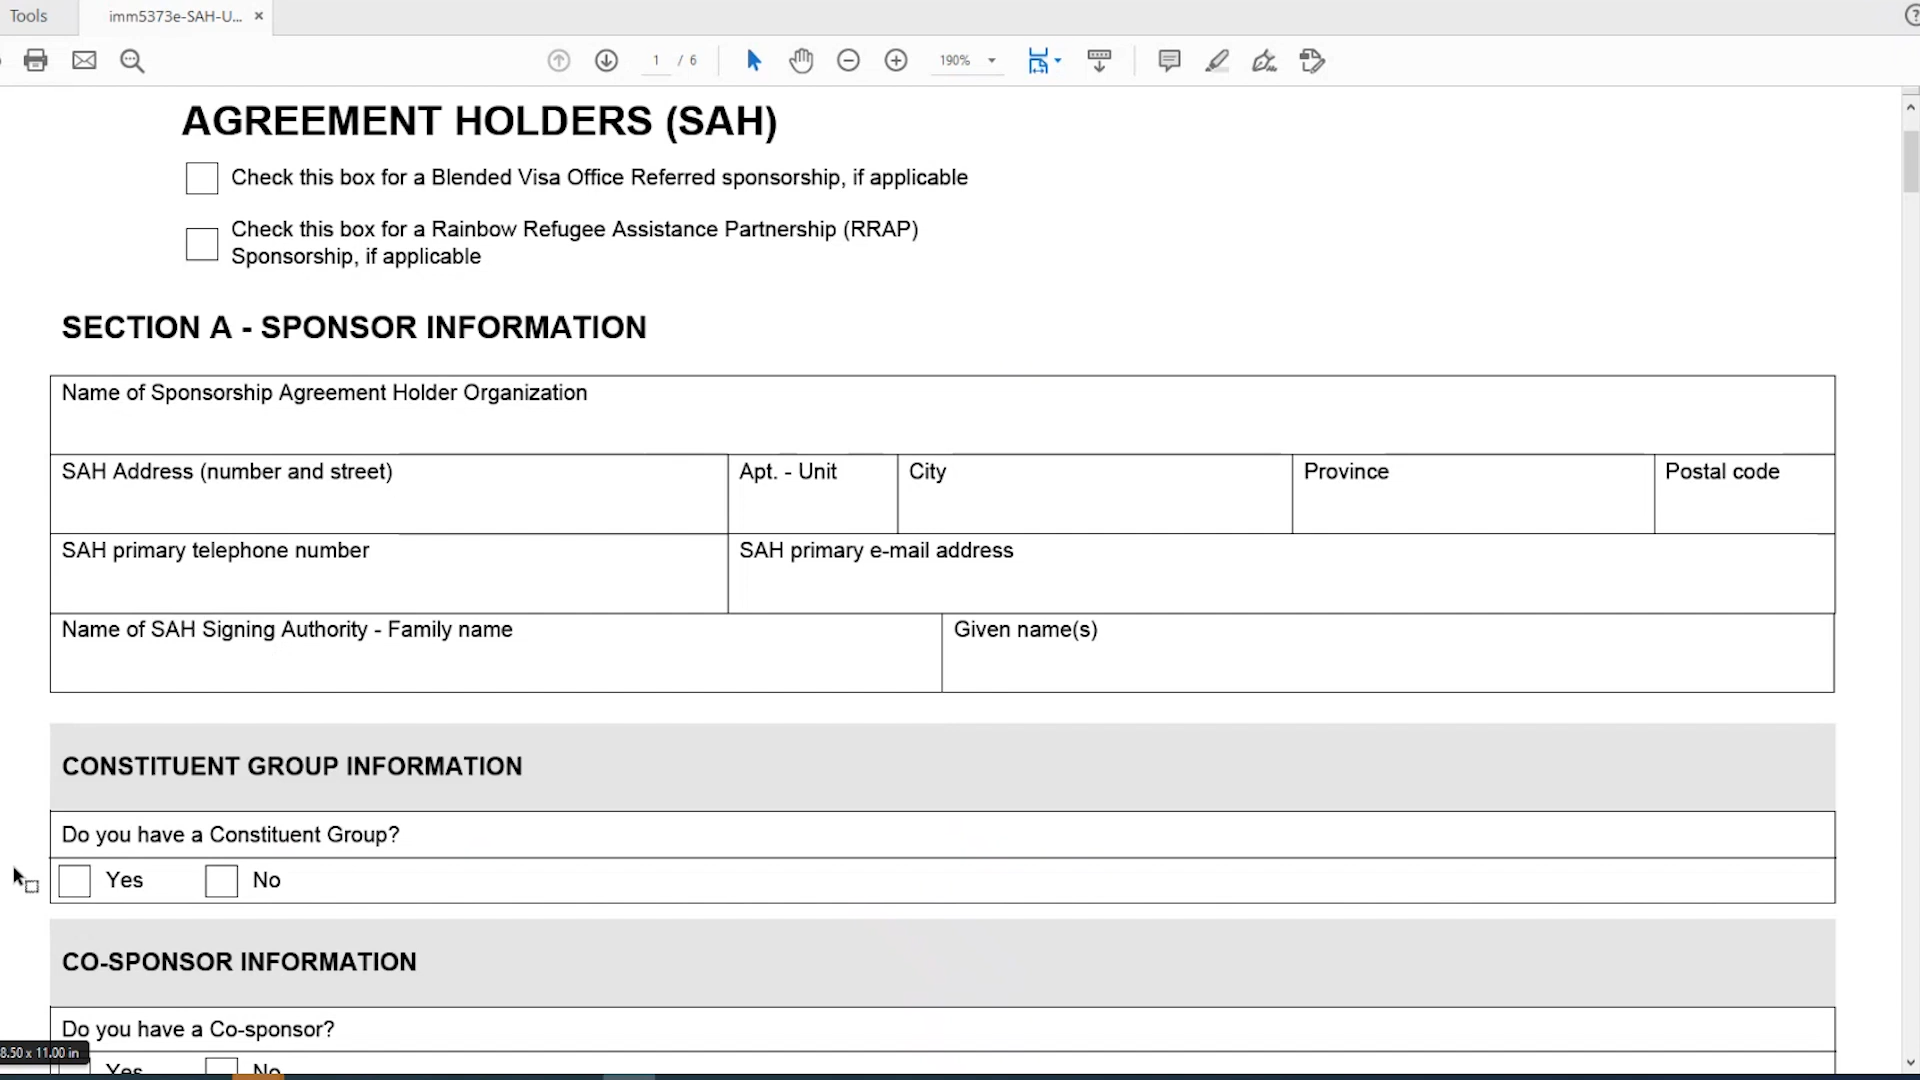 Tools
imm5373e-SAH-U... ×
1 / 6
190%
AGREEMENT HOLDERS (SAH)
Check this box for a Blended Visa Office Referred sponsorship, if applicable
Check this box for a Rainbow Refugee Assistance Partnership (RRAP)
Sponsorship, if applicable
SECTION A - SPONSOR INFORMATION
Name of Sponsorship Agreement Holder Organization
SAH Address (number and street) Apt. - Unit City Province Postal code
SAH primary telephone number SAH primary e-mail address
Name of SAH Signing Authority - Family name Given name(s)
CONSTITUENT GROUP INFORMATION
Do you have a Constituent Group?
Yes No
CO-SPONSOR INFORMATION
Do you have a Co-sponsor?
8.50 x 11.00 in
Yes No